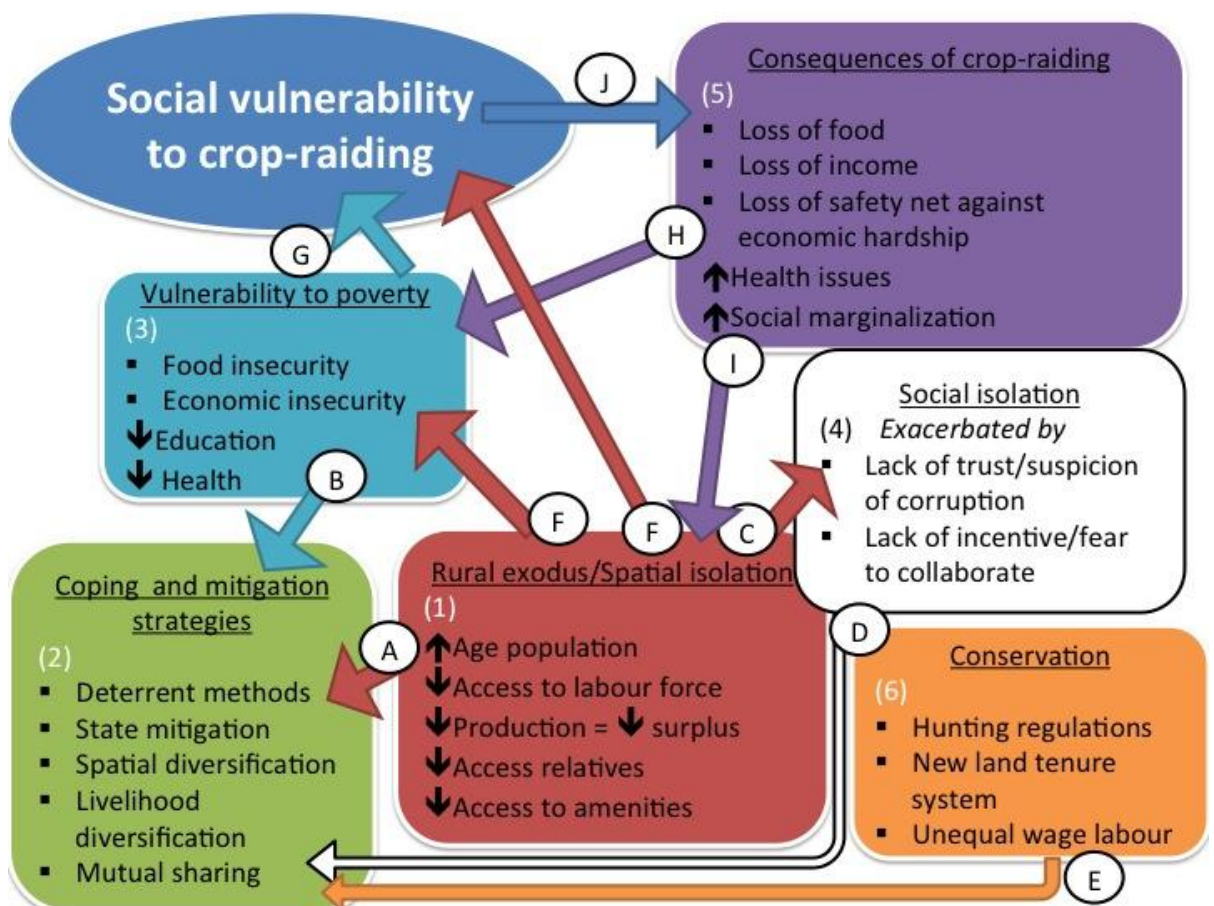 Social vulnerability
to crop-raiding
J
Consequences of crop-raiding
(5)
▪ Loss of food
▪ Loss of income
▪ Loss of safety net against
economic hardship
↑Health issues
↑Social marginalization
H
G
Vulnerability to poverty
(3)
▪ Food insecurity
▪ Economic insecurity
↓Education
↓ Health
B
I
Social isolation
(4) Exacerbated by
▪ Lack of trust/suspicion
of corruption
▪ Lack of incentive/fear
to collaborate
F
F
C
Coping and mitigation
strategies
(2)
▪ Deterrent methods
▪ State mitigation
▪ Spatial diversification
▪ Livelihood
diversification
▪ Mutual sharing
A
Rural exodus/Spatial isolation
(1)
↑Age population
↓Access to labour force
↓Production = ↓ surplus
↓Access relatives
↓Access to amenities
D
Conservation
(6)
▪ Hunting regulations
▪ New land tenure
system
▪ Unequal wage labour
E